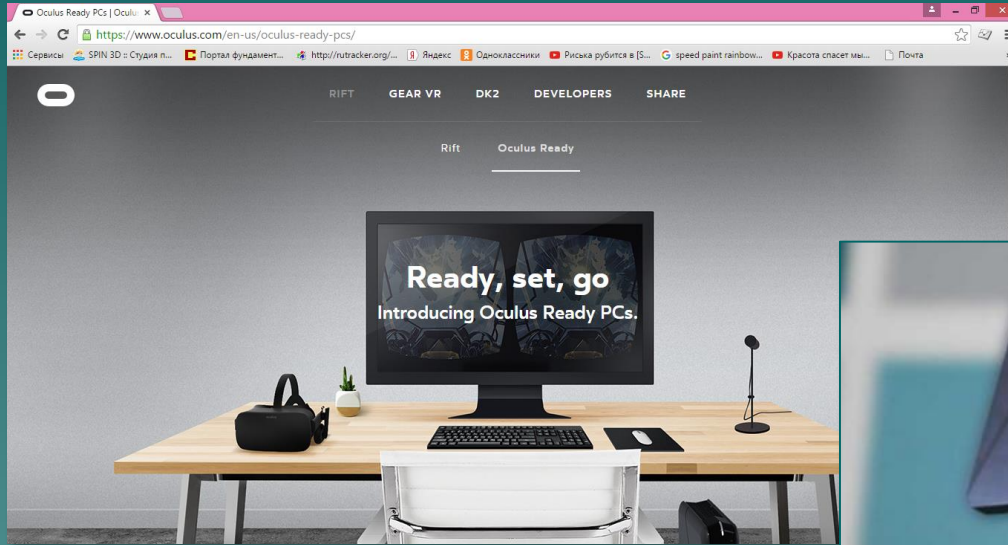 Oculus Ready PCs | Oculu
https://www.oculus.com/en-us/oculus-ready-pcs/
Сервисы SPIN 3D :: Студия п... Портал фундамент... http://rutracker.org/... Яндекс Одноклассники Риська рубится в [S... speed paint rainbow... Красота спасет мы... Почта
RIFT GEAR VR DK2 DEVELOPERS SHARE
Rift Oculus Ready
Ready, set, go
Introducing Oculus Ready PCs.